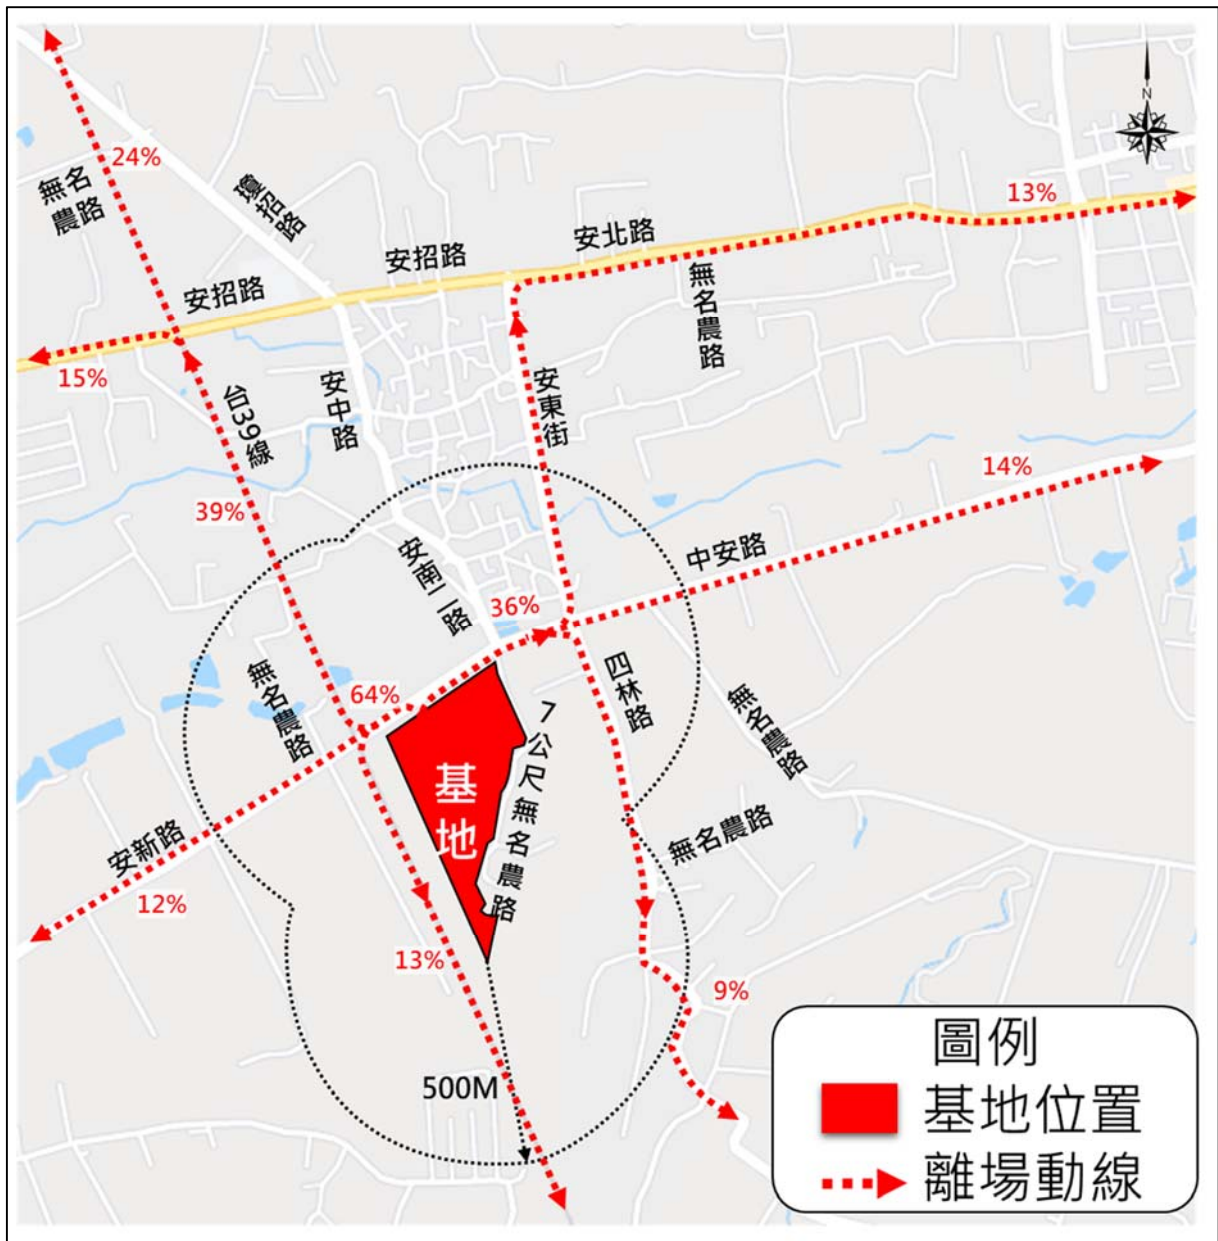 N
24%
無名
農路
瓊招路
13%
安北路
安招路
安招路
無名農路
15%
安中路
安東街
台39線
14%
39%
中安路
安南二路
36%
四林路
無名農路
64%
無名農路
7公尺無名農路
基地
安新路
無名農路
12%
13%
9%
500M
圖例
基地位置
離場動線